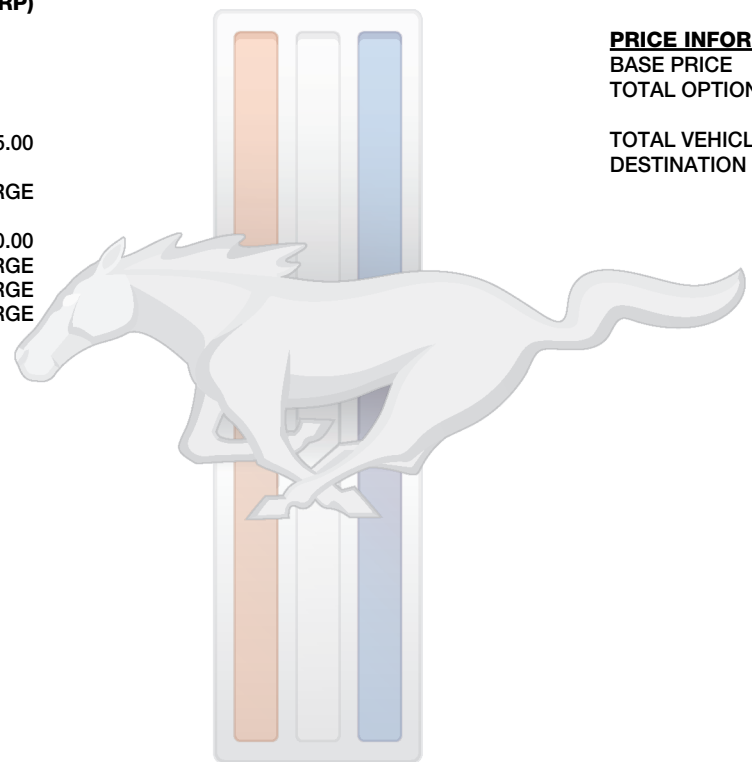 RP)
5.00
RGE
0.00
RGE
RGE
RGE
PRICE INFOR
BASE PRICE
TOTAL OPTION
TOTAL VEHICL
DESTINATION